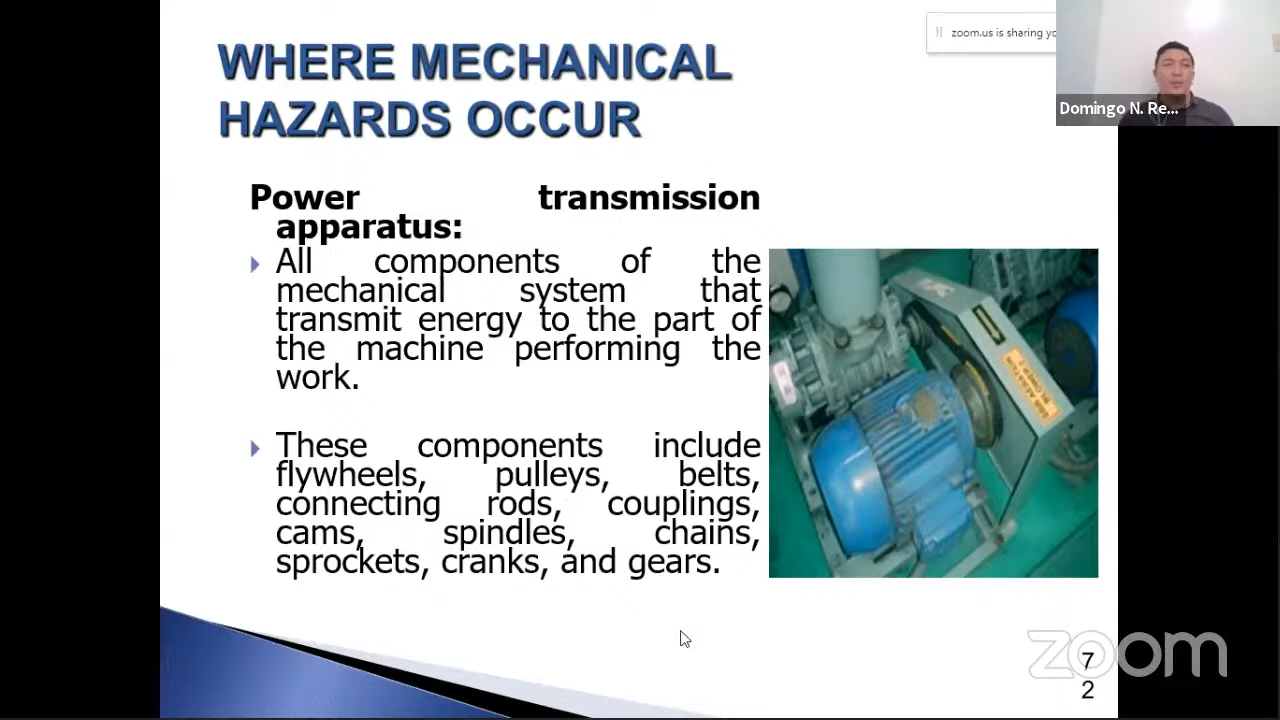 WHERE MECHANICAL
HAZARDS OCCUR
zoom.us is sharing yo
Domingo N. Re...
Power transmission
apparatus:
All components of the
mechanical system that
transmit energy to the part of
the machine performing the
work.
These components include
flywheels, pulleys, belts,
connecting rods, couplings,
cams, spindles, chains,
sprockets, cranks, and gears.
zoom
7
2